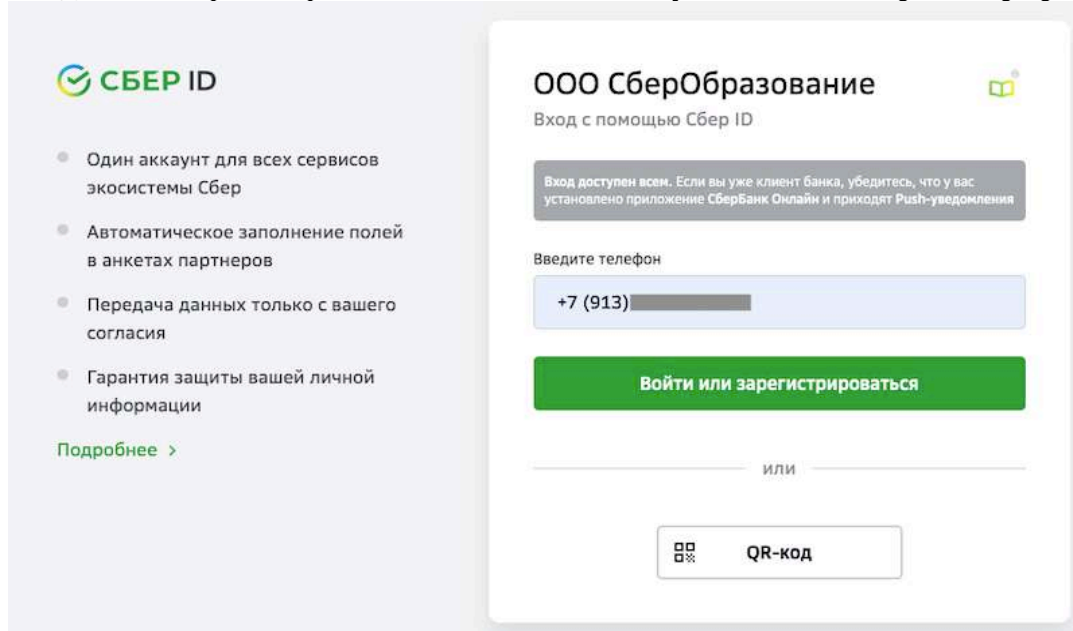 СБЕР ID
Один аккаунт для всех сервисов
экосистемы Сбер
Автоматическое заполнение полей
в анкетах партнеров
Передача данных только с вашего
согласия
Гарантия защиты вашей личной
информации
Подробнее >
ООО СберОбразование
Вход с помощью Сбер ID
Вход доступен всем. Если вы уже клиент банка, убедитесь, что у вас
установлено приложение СберБанк Онлайн и приходят Push-уведомления
Введите телефон
+7 (913)
Войти или зарегистрироваться
или
QR-код